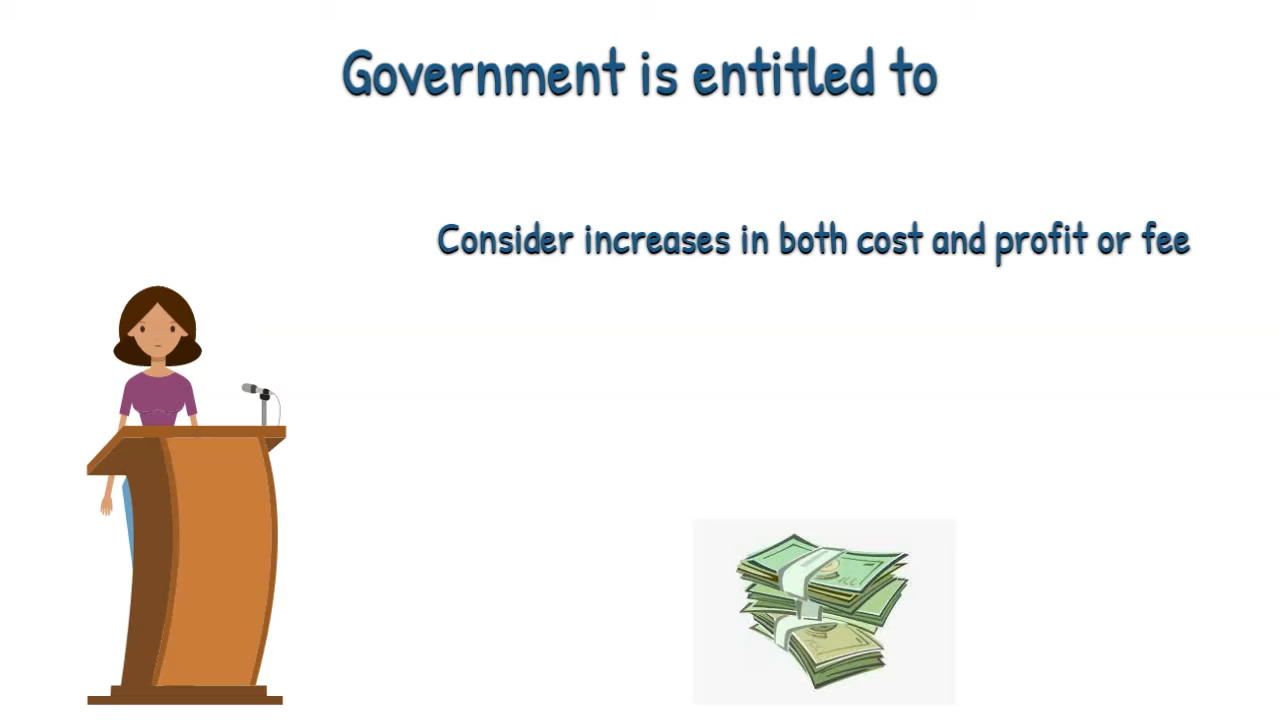 Government is entitled to
Consider increases in both cost and profit or fee